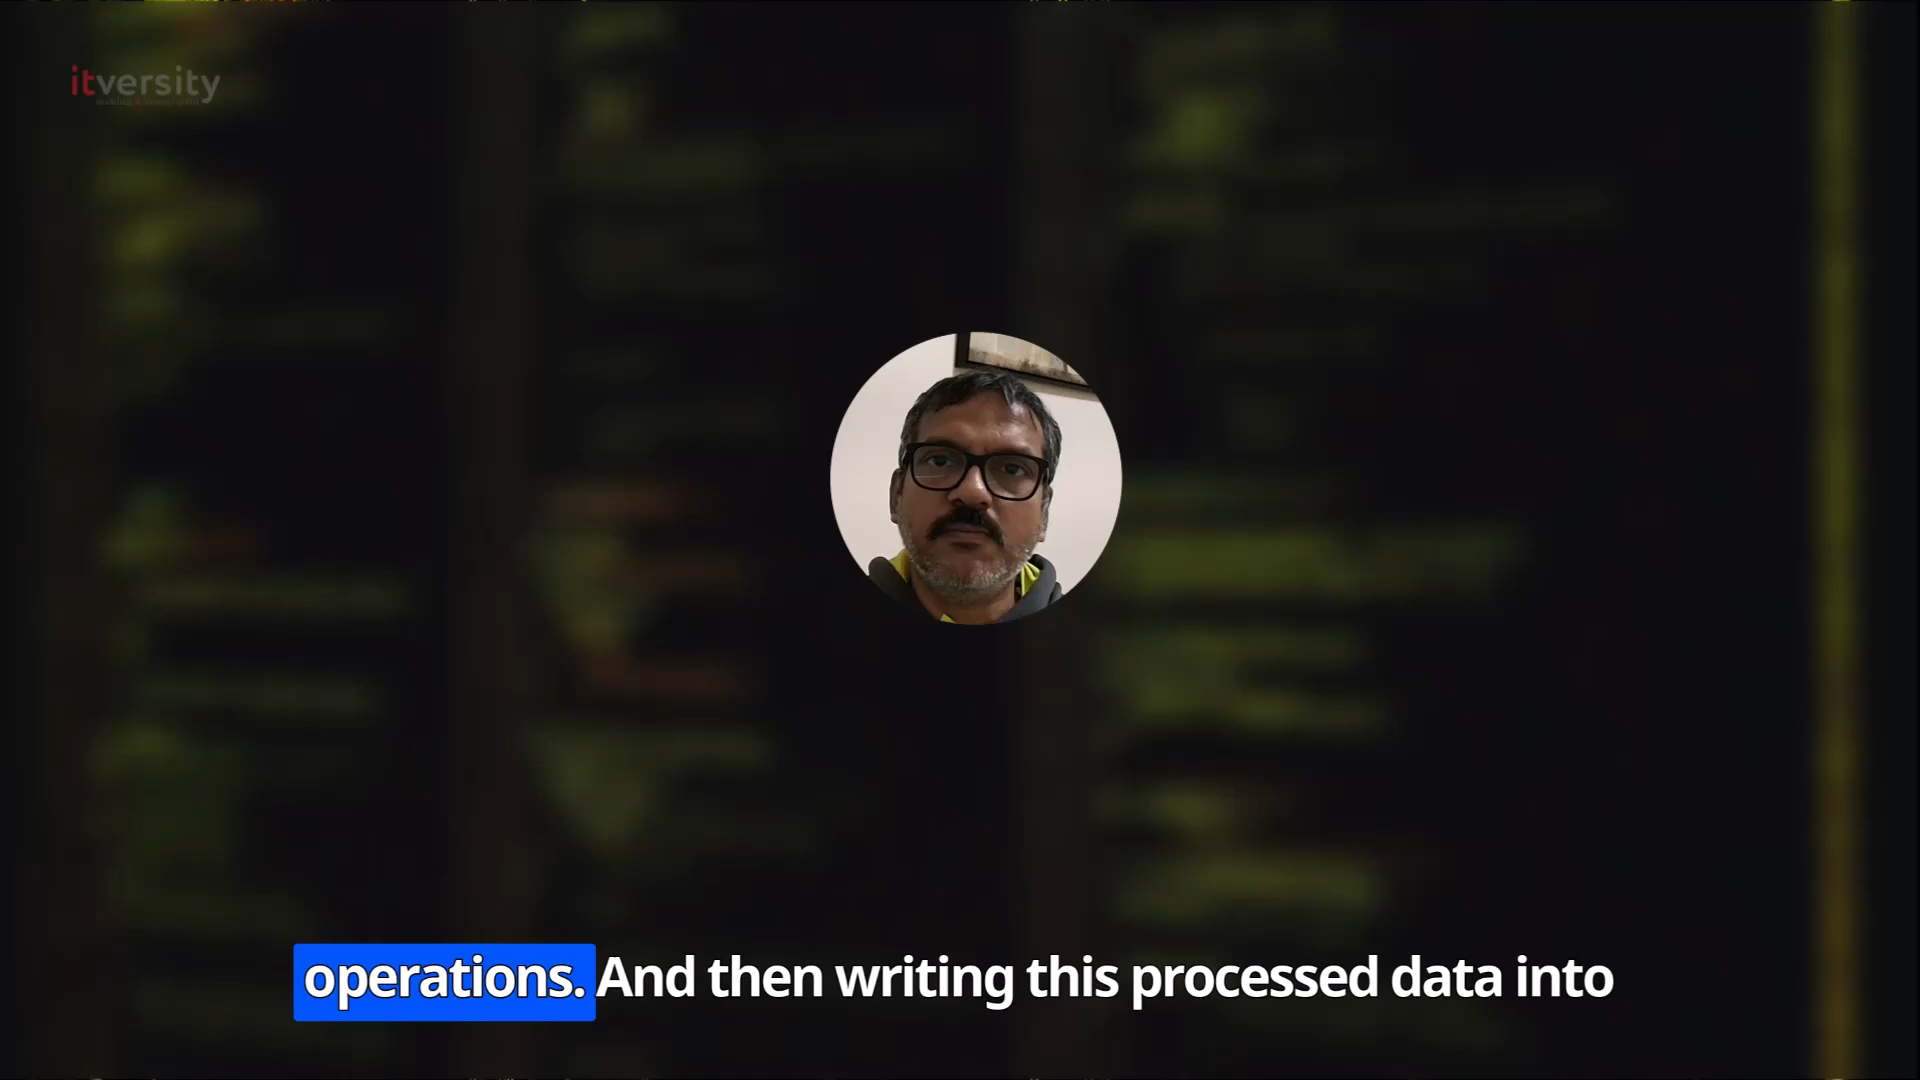 itversity
operations. And then writing this processed data into